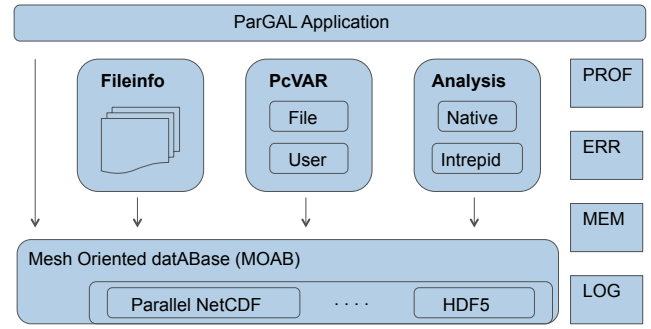 ParGAL Application
Fileinfo
PcVAR
File
User
Analysis
Native
Intrepid
PROF
ERR
MEM
LOG
Mesh Oriented datABase (MOAB)
Parallel NetCDF
. . . .
HDF5